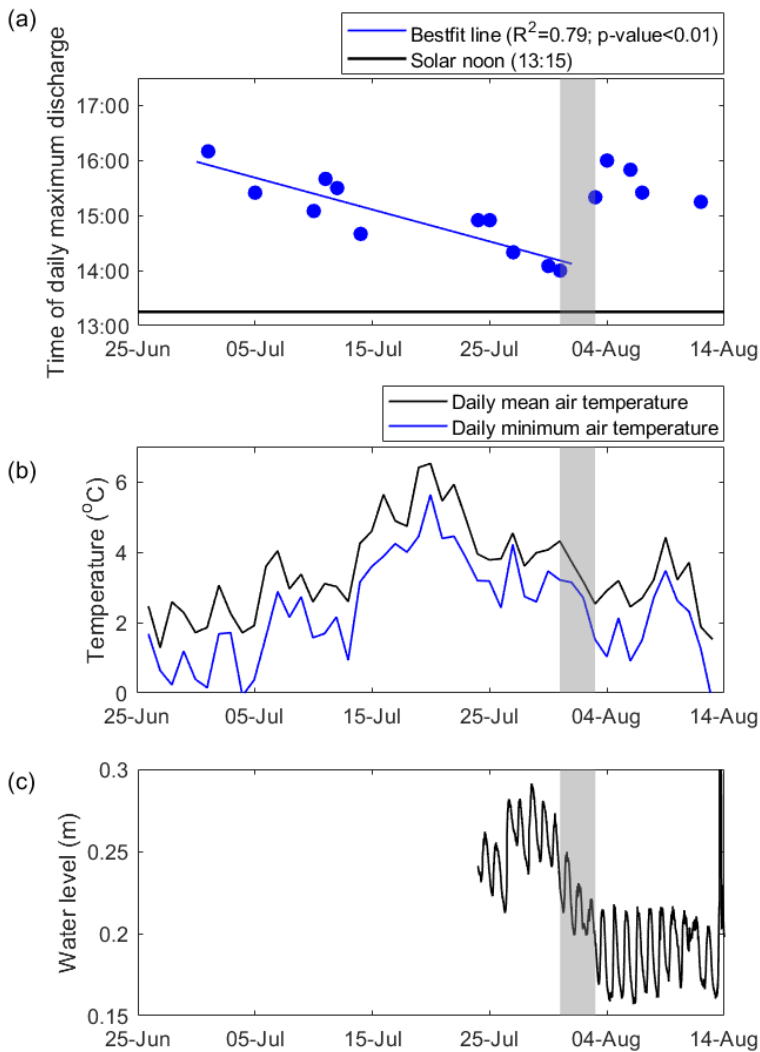 (a)
Bestfit line (R²=0.79; p-value<0.01)
Solar noon (13:15)
Time of daily maximum discharge
17:00
16:00
15:00
14:00
13:00
25-Jun 05-Jul 15-Jul 25-Jul 04-Aug 14-Aug
Daily mean air temperature
Daily minimum air temperature
(b)
Temperature (°C)
6
4
2
0
25-Jun 05-Jul 15-Jul 25-Jul 04-Aug 14-Aug
(c)
Water level (m)
0.3
0.25
0.2
0.15
25-Jun 05-Jul 15-Jul 25-Jul 04-Aug 14-Aug